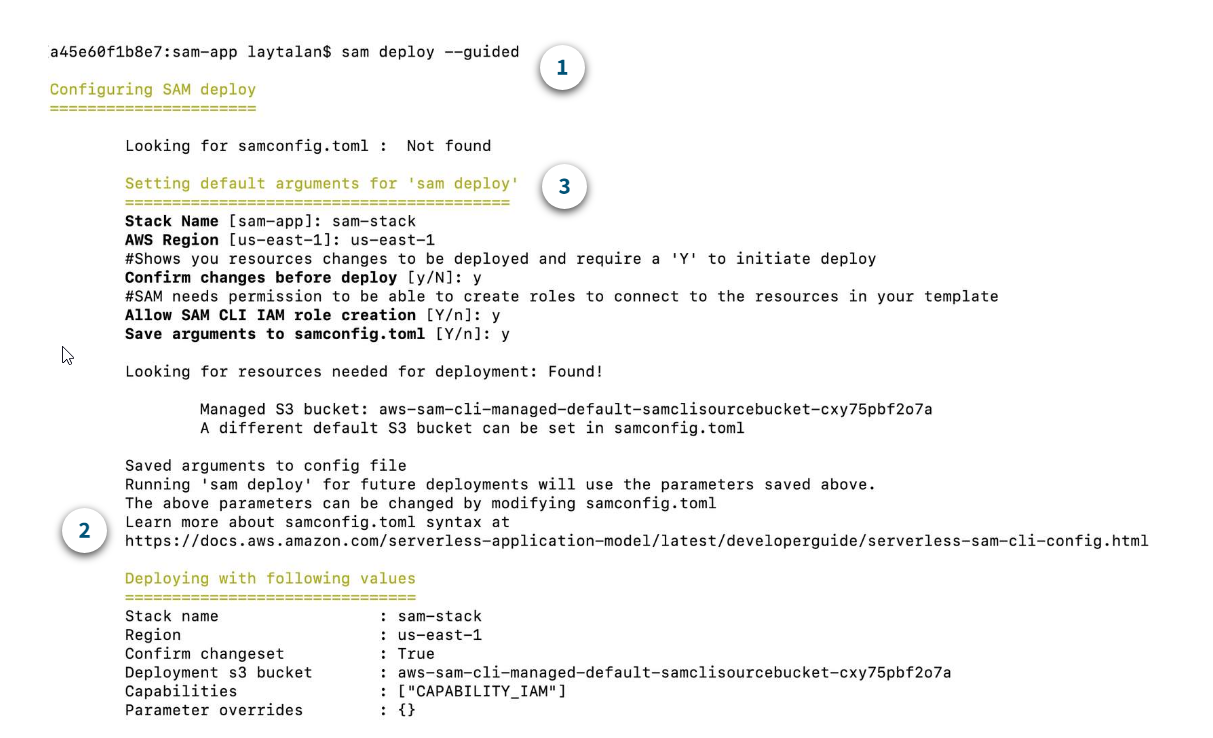 a45e60f1b8e7:sam-app laytalan$ sam deploy --guided
1
Configuring SAM deploy
======================
Looking for samconfig.toml :  Not found
Setting default arguments for 'sam deploy'
3
=========================================
Stack Name [sam-app]: sam-stack
AWS Region [us-east-1]: us-east-1
#Shows you resources changes to be deployed and require a 'Y' to initiate deploy
Confirm changes before deploy [y/N]: y
#SAM needs permission to be able to create roles to connect to the resources in your template
Allow SAM CLI IAM role creation [Y/n]: y
Save arguments to samconfig.toml [Y/n]: y
Looking for resources needed for deployment: Found!
Managed S3 bucket: aws-sam-cli-managed-default-samclisourcebucket-cxy75pbf2o7a
A different default S3 bucket can be set in samconfig.toml
Saved arguments to config file
Running 'sam deploy' for future deployments will use the parameters saved above.
The above parameters can be changed by modifying samconfig.toml
Learn more about samconfig.toml syntax at
2
https://docs.aws.amazon.com/serverless-application-model/latest/developerguide/serverless-sam-cli-config.html
Deploying with following values
===============================
Stack name                 : sam-stack
Region                     : us-east-1
Confirm changeset          : True
Deployment s3 bucket       : aws-sam-cli-managed-default-samclisourcebucket-cxy75pbf2o7a
Capabilities               : ["CAPABILITY_IAM"]
Parameter overrides        : {}